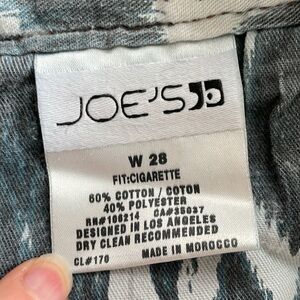 JOE'S
W 28
FIT:CIGARETTE
60% COTTON / COTON
40% POLYESTER
RN#106214 CA#35037
DESIGNED IN LOS ANGELES
DRY CLEAN RECOMMENDED
MADE IN MOROCCO
CL#176